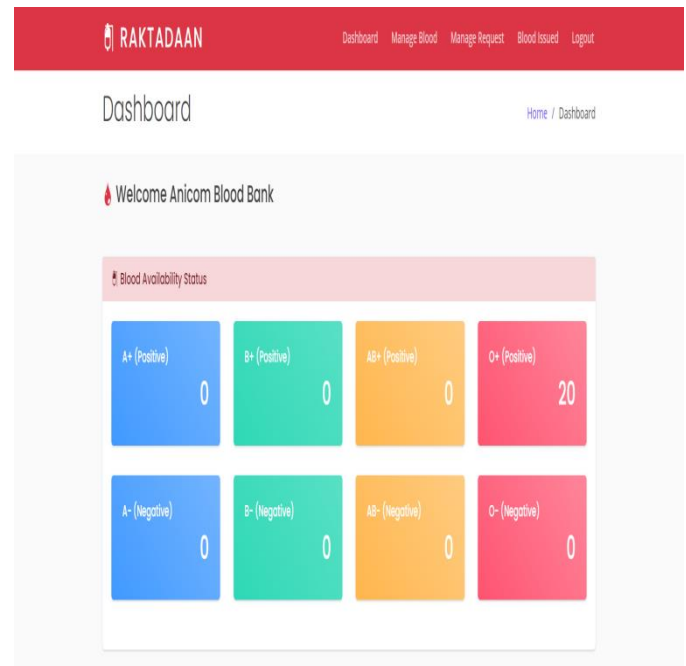 RAKTADAAN
Dashboard Manage Blood Manage Request Blood Issued Logout
Dashboard
Home / Dashboard
Welcome Anicom Blood Bank
Blood Availability Status
A+ (Positive) B+ (Positive) AB+ (Positive) O+ (Positive)
0 0 0 20
A- (Negative) B- (Negative) AB- (Negative) O- (Negative)
0 0 0 0